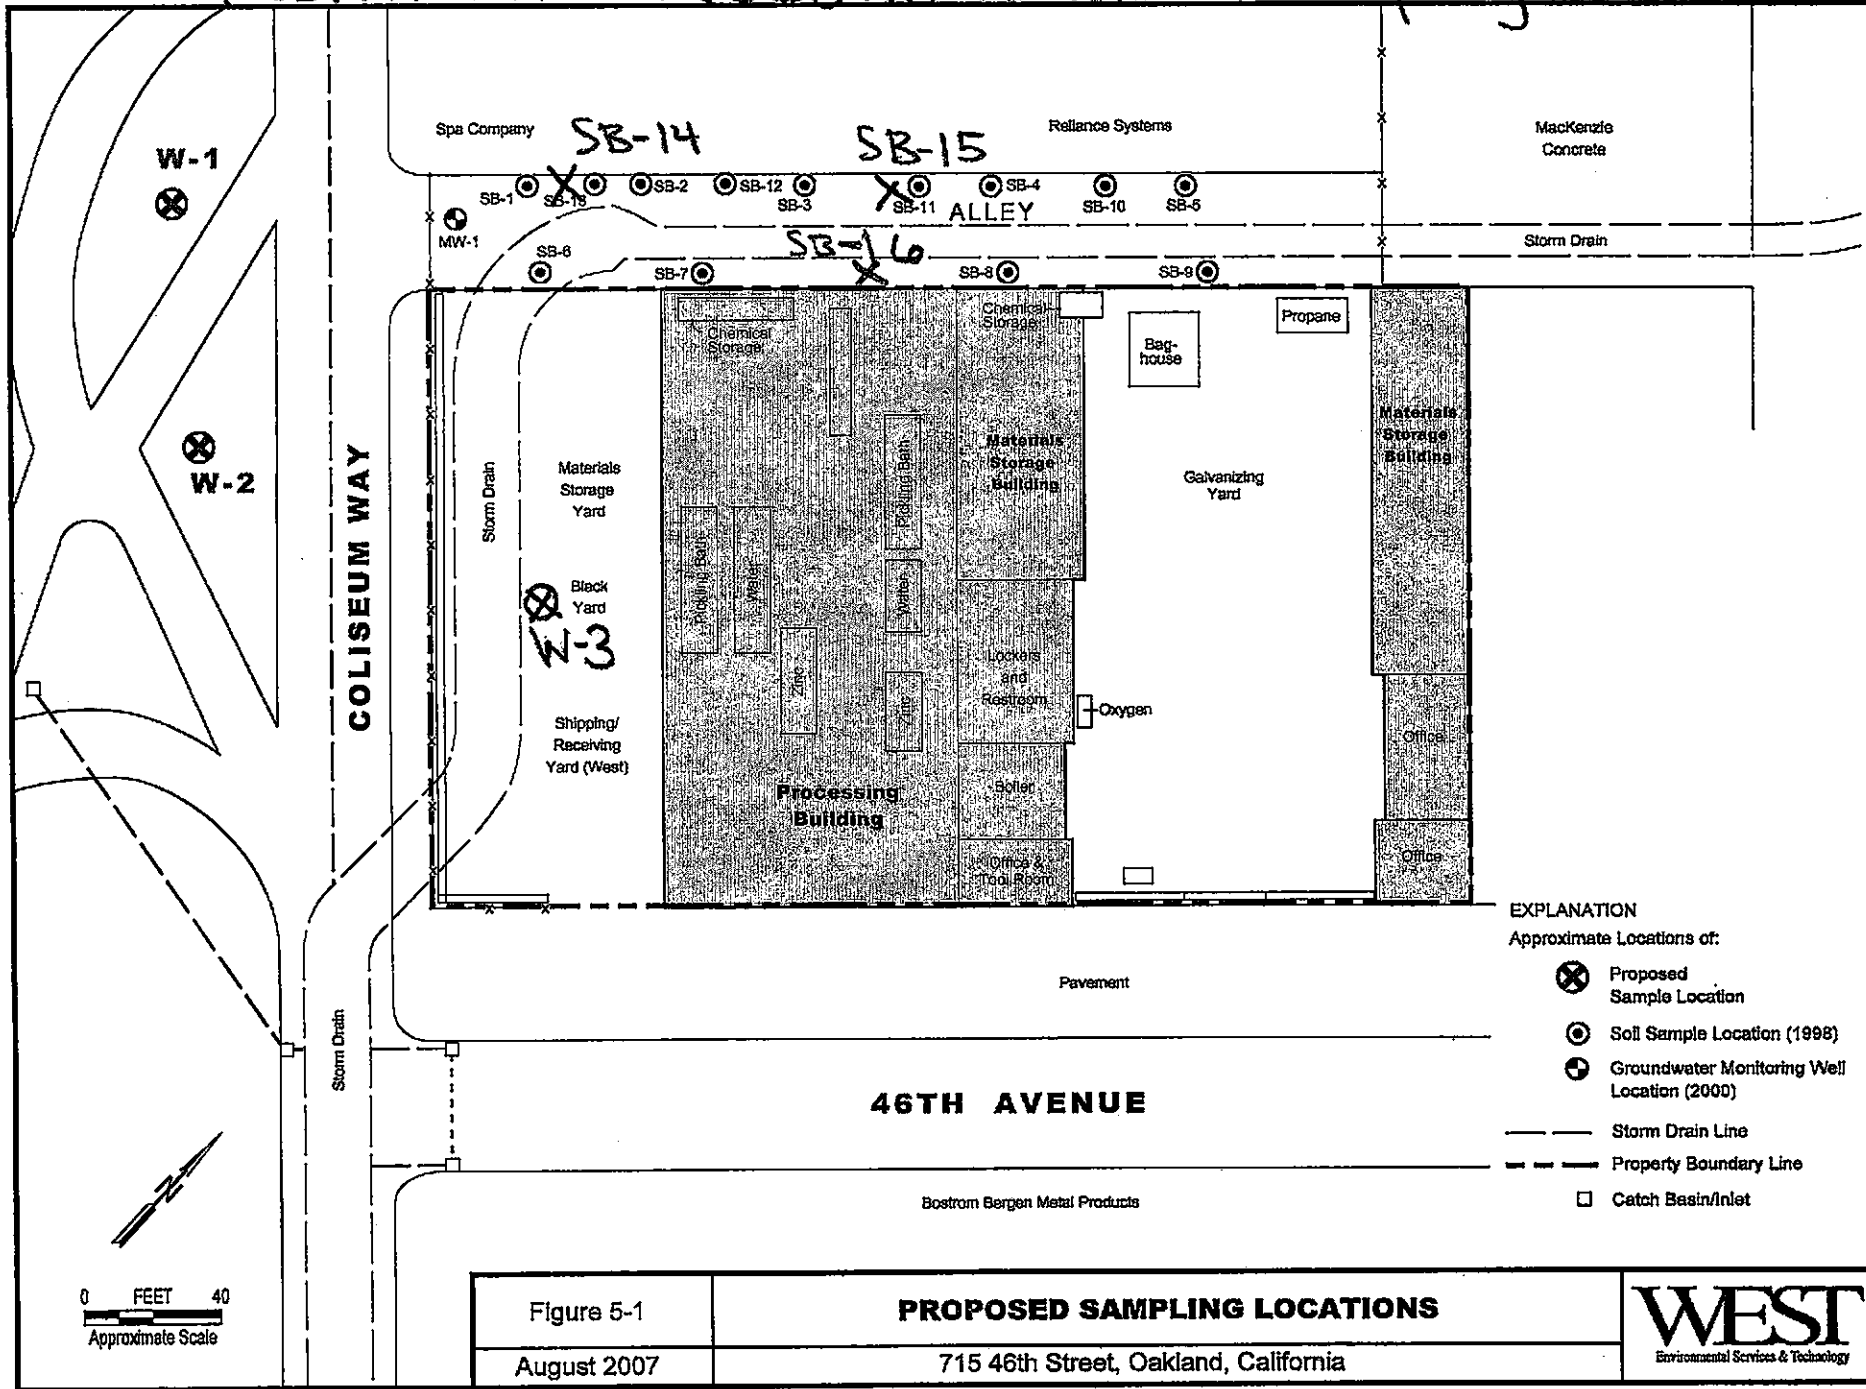 Spa Company
SB-14
SB-15
Reliance Systems
MacKenzie
Concrete
W-1
SB-1
SB-13
SB-2
SB-12
SB-3
SB-11
SB-4
SB-10
SB-5
ALLEY
MW-1
SB-6
SB-7
SB-16
SB-8
SB-9
Storm Drain
Chemical
Storage
Chemical
Storage
Bag-
house
Propane
W-2
COLISEUM WAY
Storm Drain
Materials
Storage
Yard
Pickling Bath
Materials
Storage
Building
Galvanizing
Yard
Materials
Storage
Building
Black
Yard
W-3
Pickling Bath
Water
Water
Zinc
Zinc
Lockers
and
Restroom
Oxygen
Office
Shipping/
Receiving
Yard (West)
Processing
Building
Boiler
Office &
Tool Room
Office
Pavement
Storm Drain
46TH AVENUE
Bostrom Bergen Metal Products
EXPLANATION
Approximate Locations of:
Proposed
Sample Location
Soil Sample Location (1998)
Groundwater Monitoring Well
Location (2000)
Storm Drain Line
Property Boundary Line
Catch Basin/Inlet
N
0 FEET 40
Approximate Scale
Figure 5-1
August 2007
PROPOSED SAMPLING LOCATIONS
715 46th Street, Oakland, California
WEST
Environmental Services & Technology